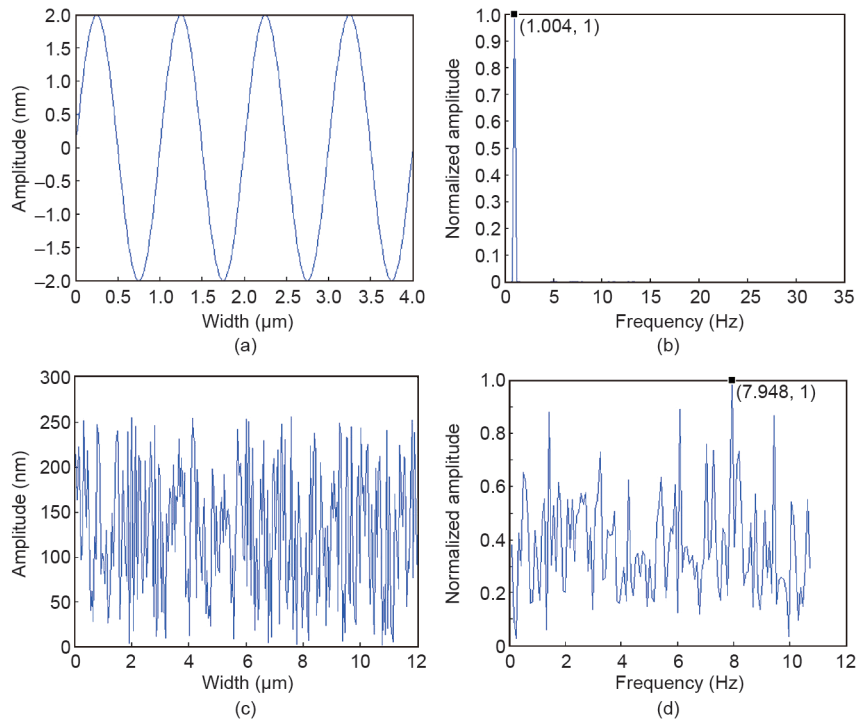 2.0
1.5
1.0
0.5
0
–0.5
–1.0
–1.5
–2.0
Amplitude (nm)
0 0.5 1.0 1.5 2.0 2.5 3.0 3.5 4.0
Width (μm)
(a)
1.0
0.9
0.8
0.7
0.6
0.5
0.4
0.3
0.2
0.1
0
Normalized amplitude
(1.004, 1)
0 5 10 15 20 25 30 35
Frequency (Hz)
(b)
300
250
200
150
100
50
0
Amplitude (nm)
0 2 4 6 8 10 12
Width (μm)
(c)
1.0
0.8
0.6
0.4
0.2
0
Normalized amplitude
(7.948, 1)
0 2 4 6 8 10 12
Frequency (Hz)
(d)